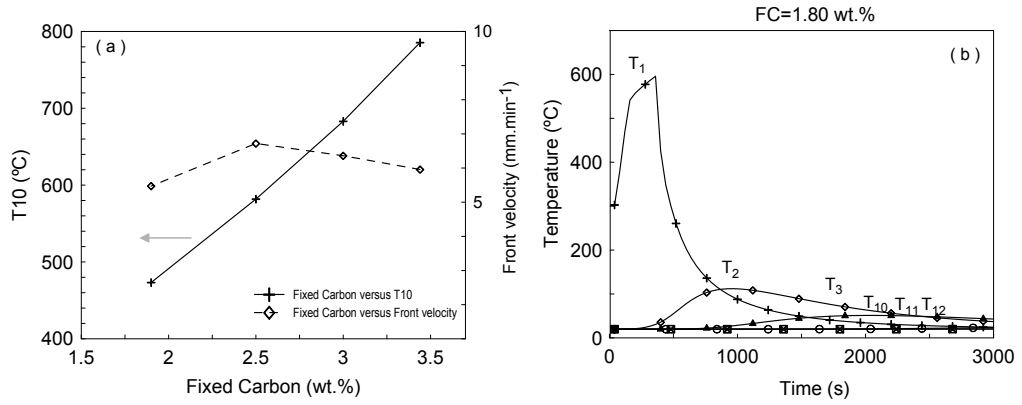 FC=1.80 wt.%
( a )
T10 (ºC)
800
600
400
1.5
2
2.5
3
3.5
Fixed Carbon (wt.%)
10
5
Front velocity (mm.min-1)
Fixed Carbon versus T10
Fixed Carbon versus Front velocity
( b )
Temperature (ºC)
600
400
200
0
0
1000
2000
3000
Time (s)
T1
T2
T3
T10
T11
T12